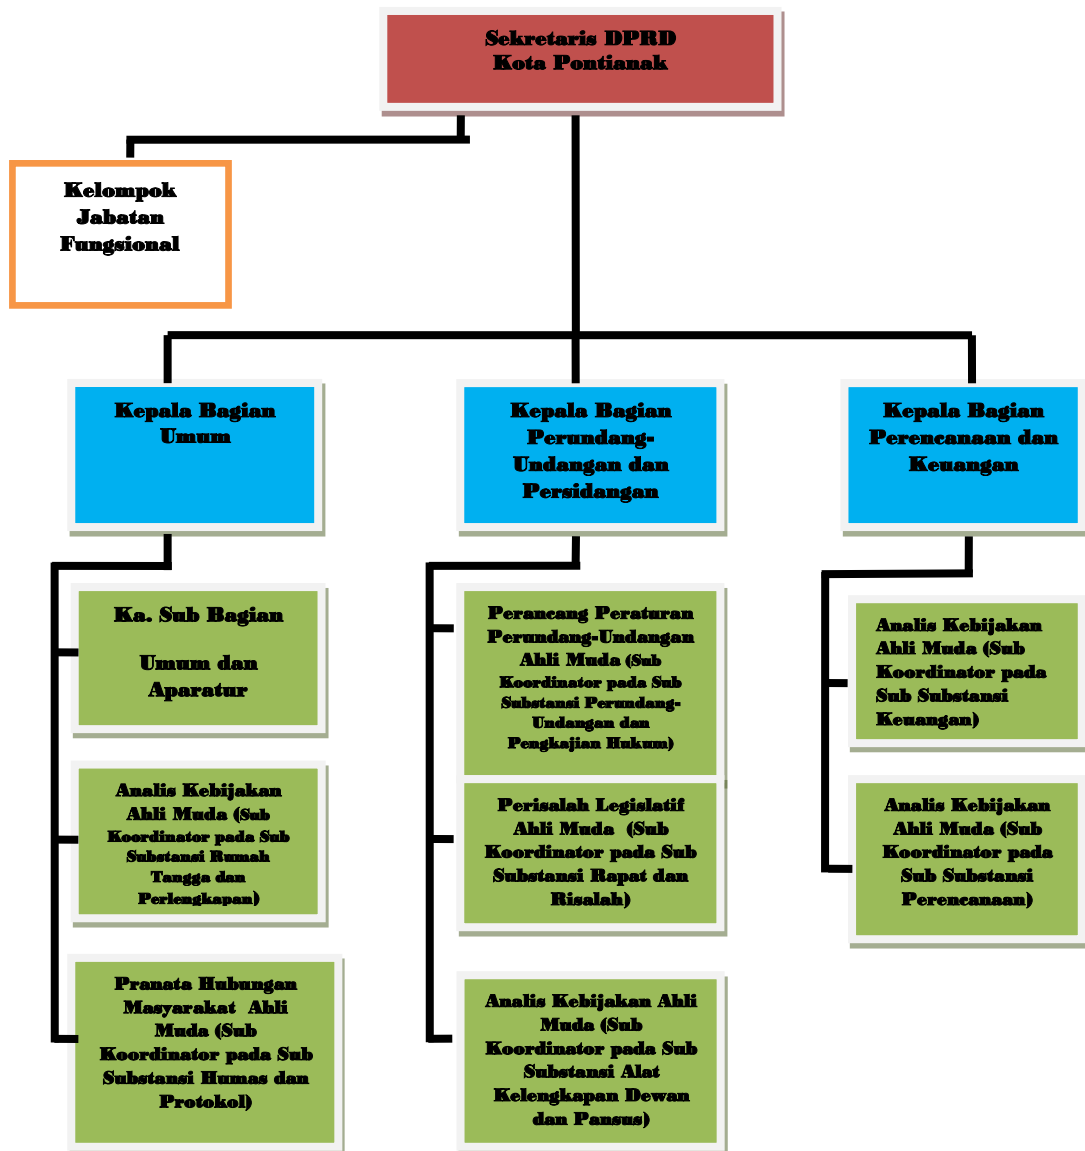 Sekretaris DPRD
Kota Pontianak
Kelompok
Jabatan
Fungsional
Kepala Bagian
Umum
Kepala Bagian
Perundang-
Undangan dan
Persidangan
Kepala Bagian
Perencanaan dan
Keuangan
Ka. Sub Bagian
Umum dan
Aparatur
Analis Kebijakan
Ahli Muda (Sub
Koordinator pada Sub
Substansi Rumah
Tangga dan
Perlengkapan)
Pranata Hubungan
Masyarakat Ahli
Muda (Sub
Koordinator pada Sub
Substansi Humas dan
Protokol)
Perancang Peraturan
Perundang-Undangan
Ahli Muda (Sub
Koordinator pada Sub
Substansi Perundang-
Undangan dan
Pengkajian Hukum)
Perisalah Legislatif
Ahli Muda (Sub
Koordinator pada Sub
Substansi Rapat dan
Risalah)
Analis Kebijakan Ahli
Muda (Sub
Koordinator pada Sub
Substansi Alat
Kelengkapan Dewan
dan Pansus)
Analis Kebijakan
Ahli Muda (Sub
Koordinator pada
Sub Substansi
Keuangan)
Analis Kebijakan
Ahli Muda (Sub
Koordinator pada
Sub Substansi
Perencanaan)